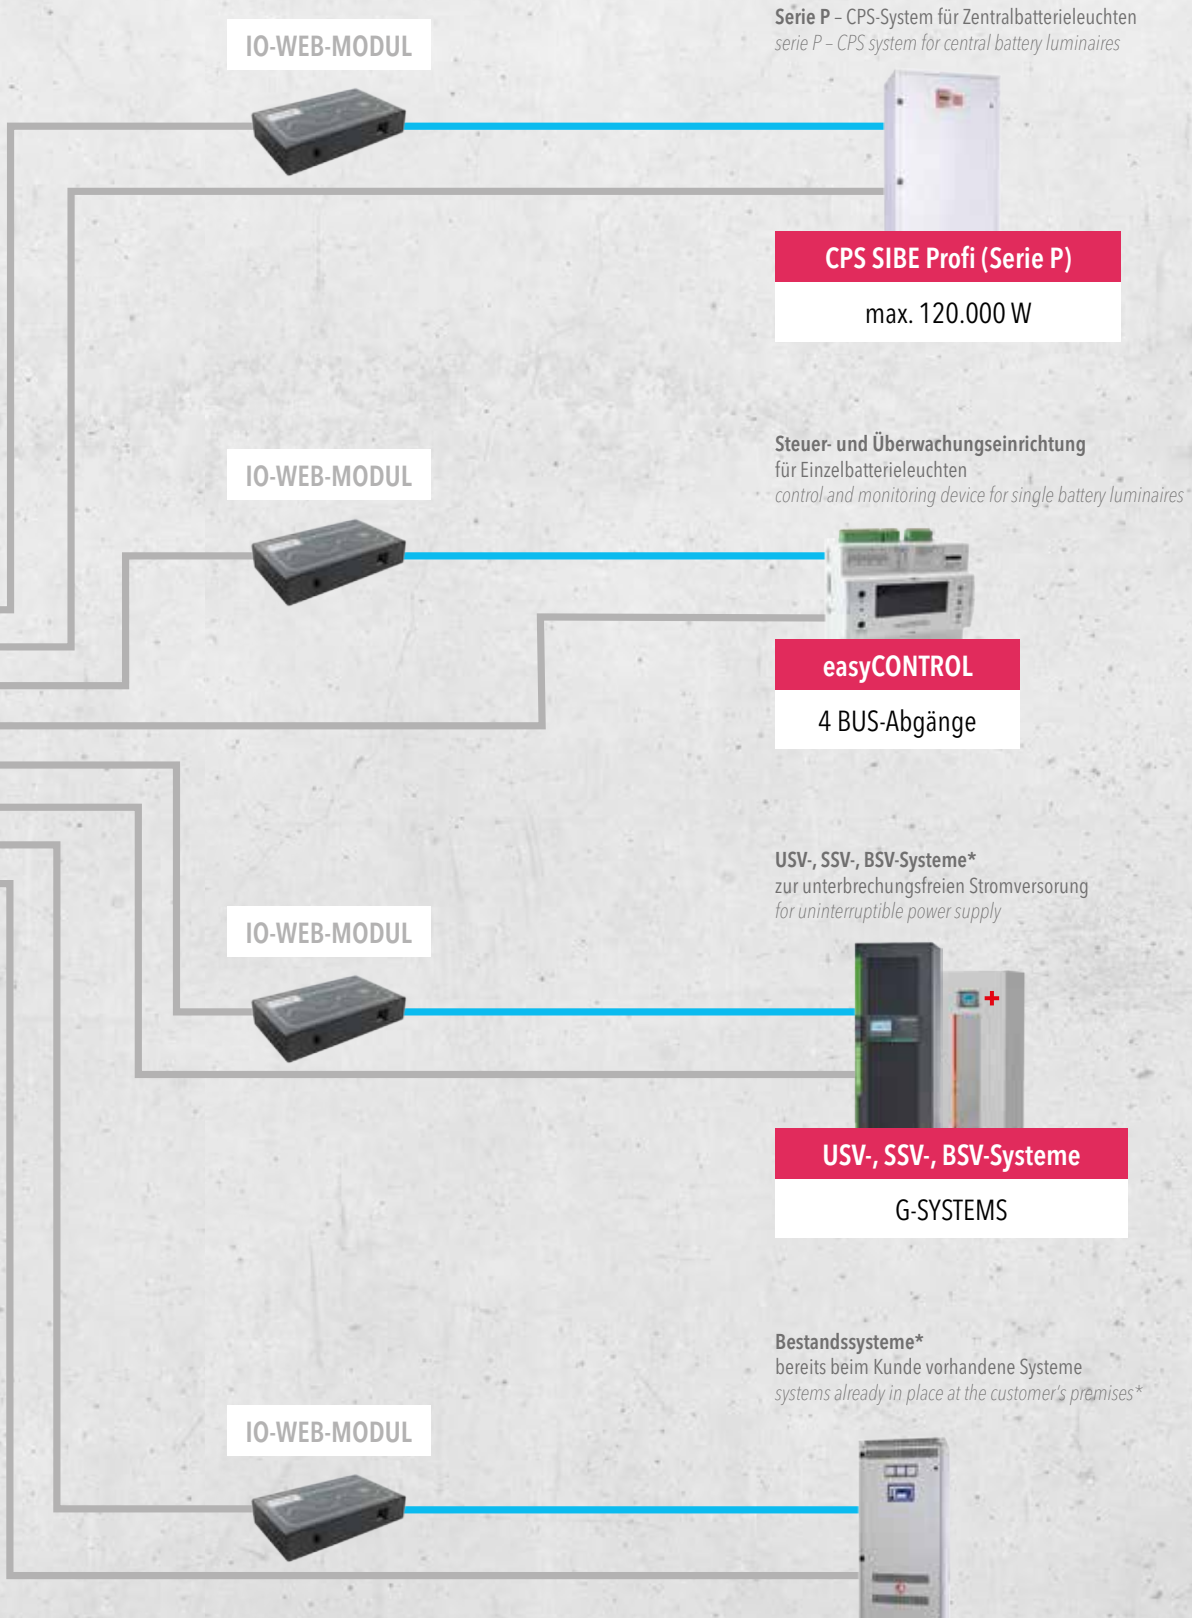 Serie P – CPS-System für Zentralbatterieleuchten
serie P – CPS system for central battery luminaires
IO-WEB-MODUL
CPS SIBE Profi (Serie P)
max. 120.000 W
Steuer- und Überwachungseinrichtung
für Einzelbatterieleuchten
control and monitoring device for single battery luminaires
IO-WEB-MODUL
easyCONTROL
4 BUS-Abgänge
USV-, SSV-, BSV-Systeme*
zur unterbrechungsfreien Stromversorung
for uninterruptible power supply
IO-WEB-MODUL
USV-, SSV-, BSV-Systeme
G-SYSTEMS
Bestandssysteme*
bereits beim Kunde vorhandene Systeme
systems already in place at the customer's premises*
IO-WEB-MODUL